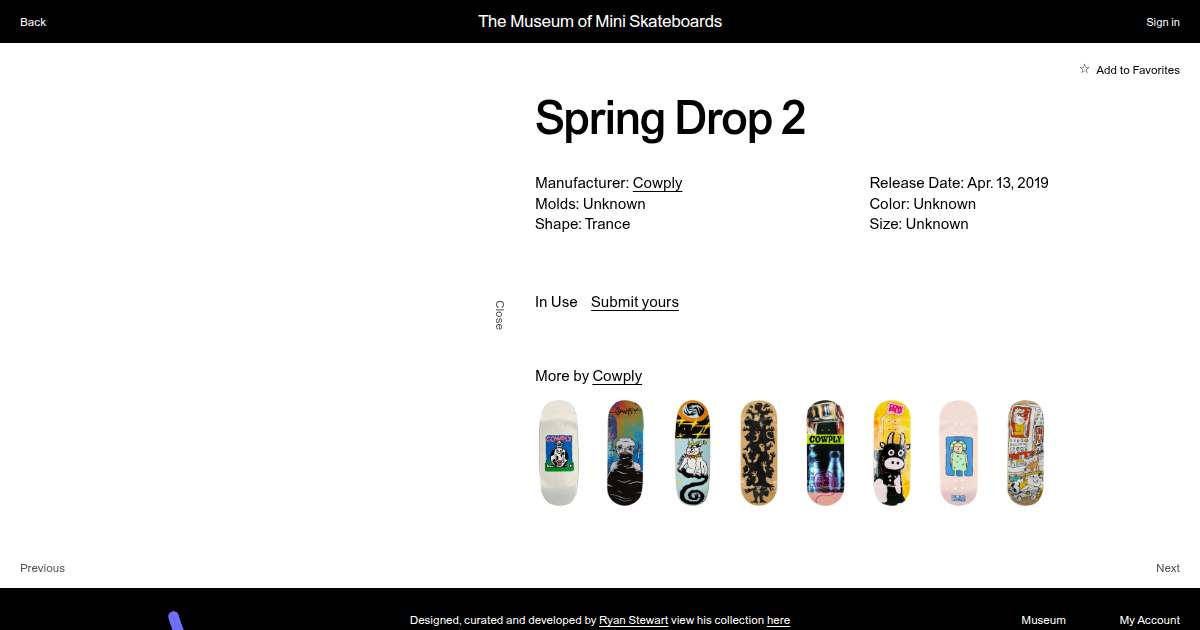 Back
The Museum of Mini Skateboards
Sign in
☆ Add to Favorites
Spring Drop 2
Manufacturer: Cowply
Molds: Unknown
Shape: Trance
Release Date: Apr. 13, 2019
Color: Unknown
Size: Unknown
Close
In Use Submit yours
More by Cowply
COWPLY
Previous
Next
Designed, curated and developed by Ryan Stewart view his collection here
Museum
My Account